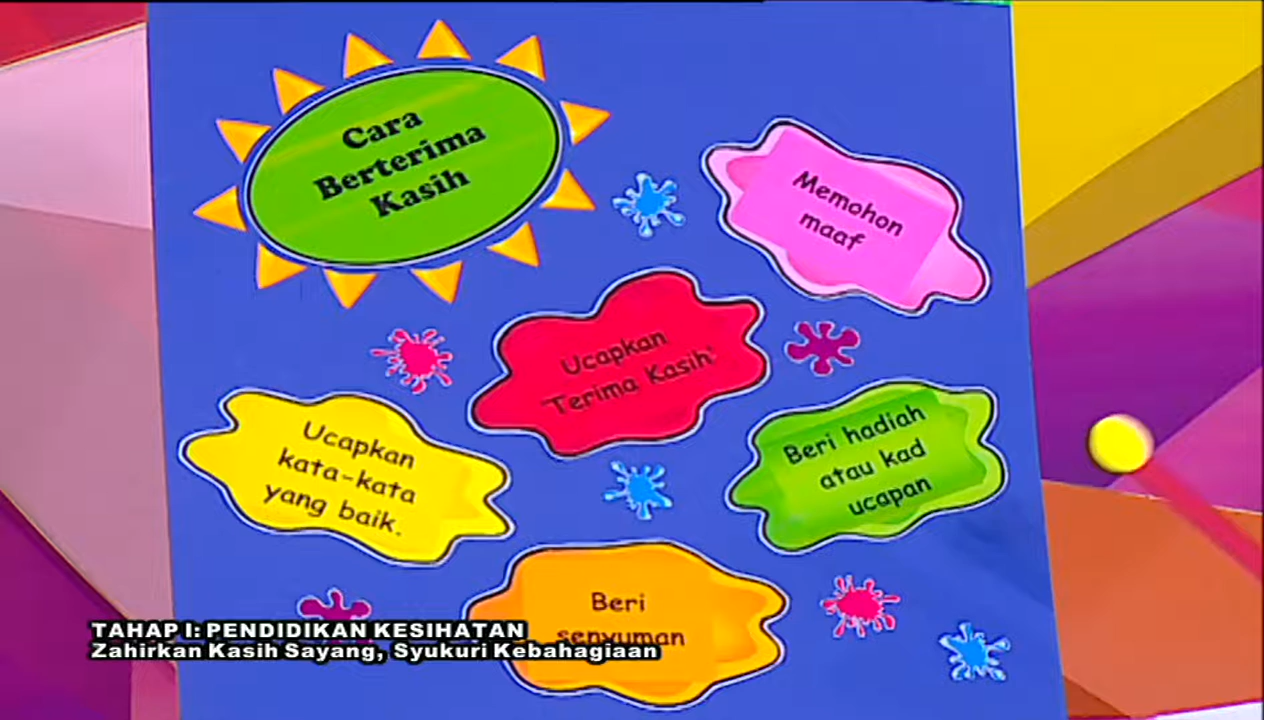 Cara
Berterima
Kasih
Memohon
maaf
Ucapkan
'Terima Kasih'
Ucapkan
kata-kata
yang baik.
Beri hadiah
atau kad
ucapan
Beri
senyuman
TAHAP I: PENDIDIKAN KESIHATAN
Zahirkan Kasih Sayang, Syukuri Kebahagiaan